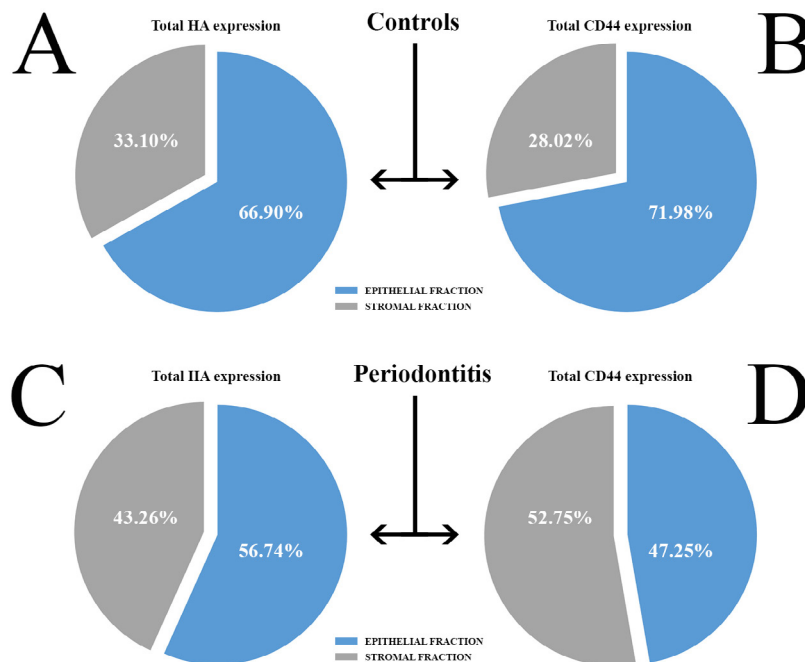 A
Total HA expression
Controls
Total CD44 expression
B
33.10%
66.90%
28.02%
71.98%
EPITHELIAL FRACTION
STROMAL FRACTION
C
Total HA expression
Periodontitis
Total CD44 expression
D
43.26%
56.74%
52.75%
47.25%
EPITHELIAL FRACTION
STROMAL FRACTION